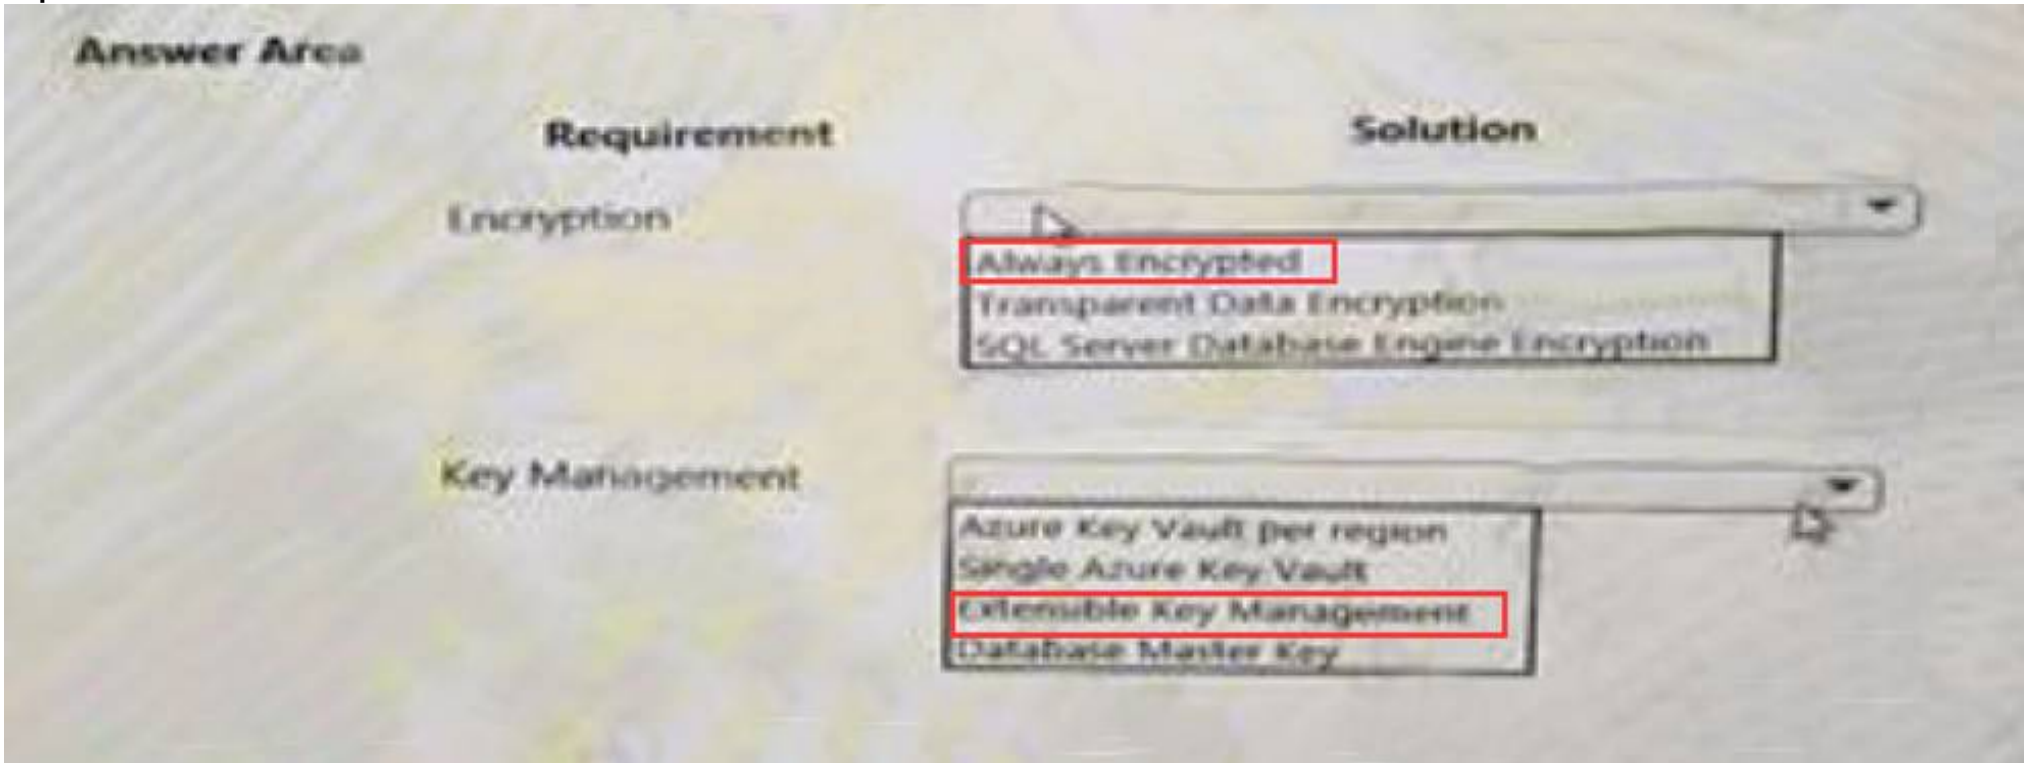 Answer Area
Requirement Solution
Encryption
Always Encrypted
Transparent Data Encryption
SQL Server Database Engine Encryption
Key Management
Azure Key Vault per region
Single Azure Key Vault
Extensible Key Management
Database Master Key